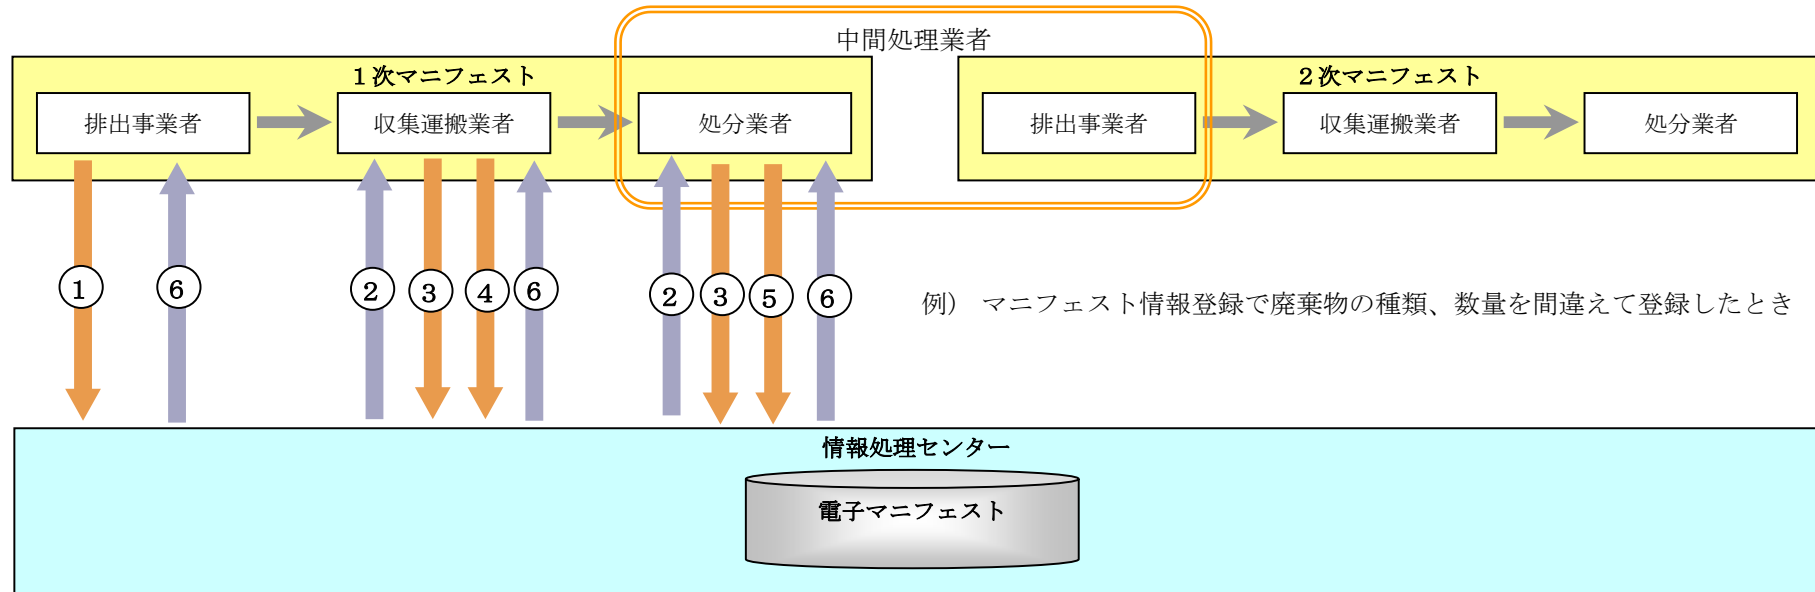 中間処理業者
１次マニフェスト
２次マニフェスト
排出事業者
収集運搬業者
処分業者
排出事業者
収集運搬業者
処分業者
1
6
2
3
4
6
2
3
5
6
例） マニフェスト情報登録で廃棄物の種類、数量を間違えて登録したとき
情報処理センター
電子マニフェスト